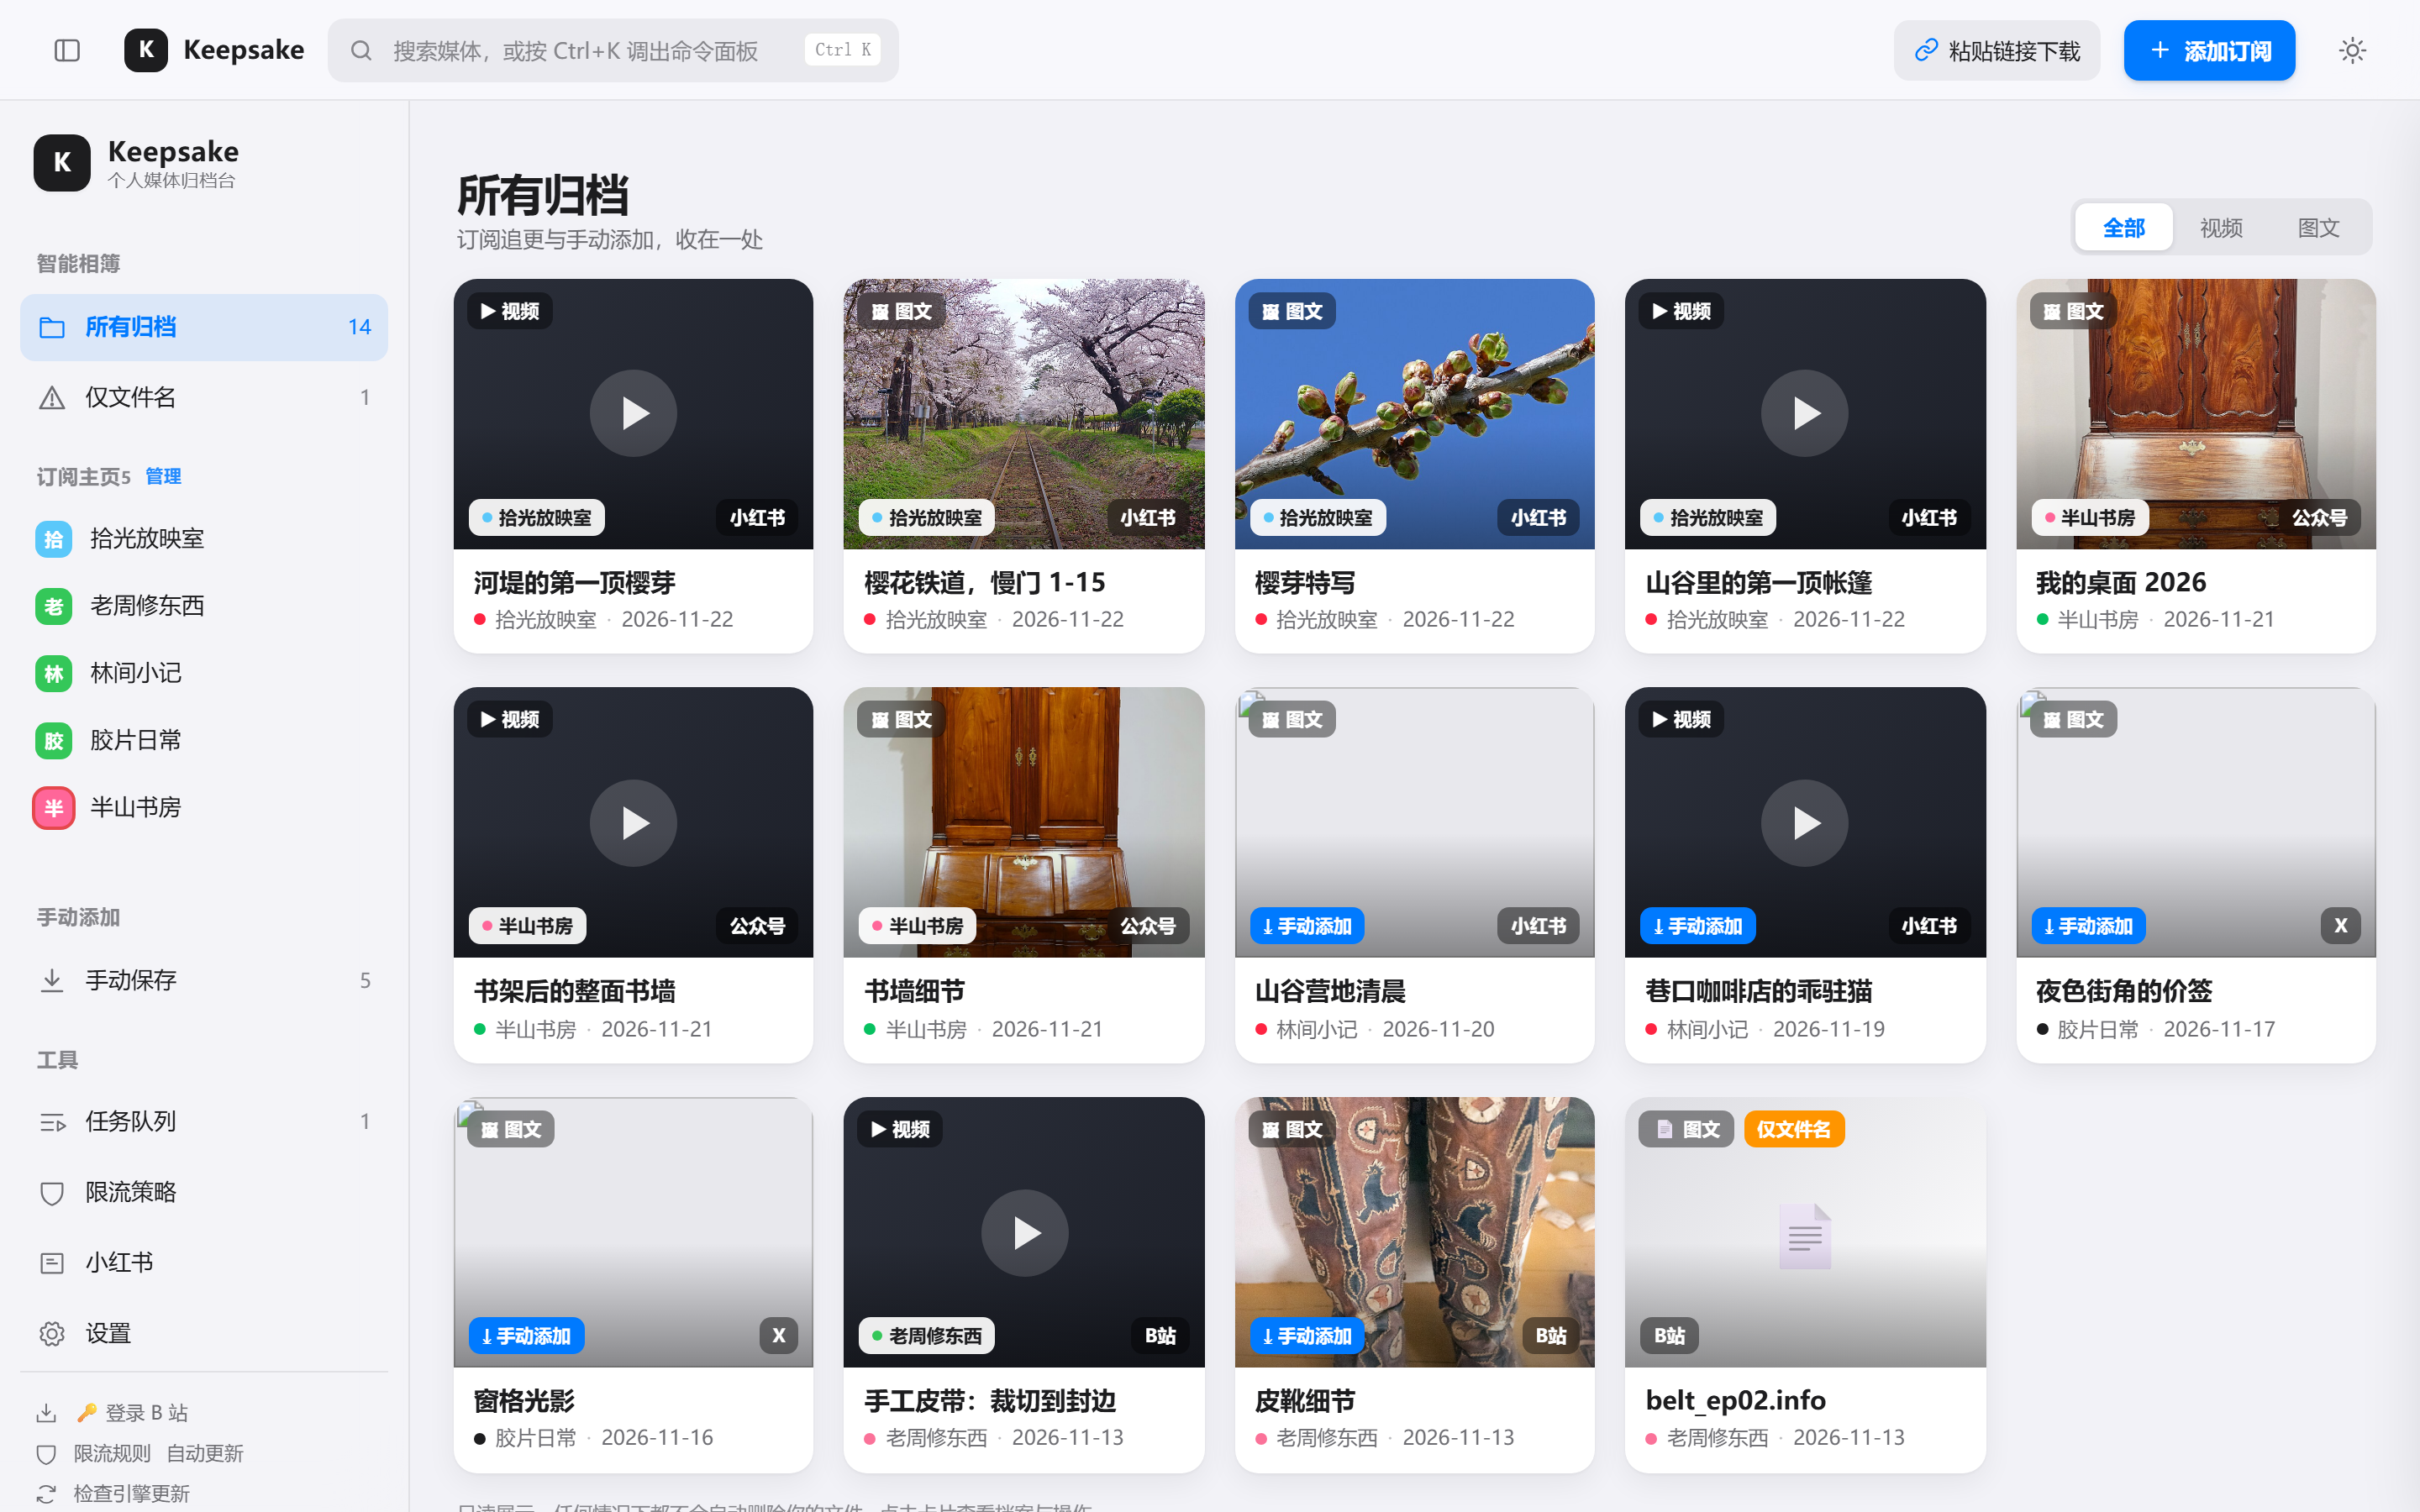 K Keepsake
搜索媒体，或按 Ctrl+K 调出命令面板 Ctrl K
粘贴链接下载
+ 添加订阅
K Keepsake
个人媒体归档台
智能相簿
所有归档 14
仅文件名 1
订阅主页5 管理
拾 拾光放映室
老 老周修东西
林 林间小记
胶 胶片日常
半 半山书房
手动添加
手动保存 5
工具
任务队列 1
限流策略
小红书
设置
登录 B 站
限流规则 自动更新
检查引擎更新
所有归档
订阅追更与手动添加，收在一处
全部 视频 图文
视频
拾光放映室 小红书
河堤的第一顶樱芽
拾光放映室 · 2026-11-22
图文
拾光放映室 小红书
樱花铁道，慢门 1-15
拾光放映室 · 2026-11-22
图文
拾光放映室 小红书
樱芽特写
拾光放映室 · 2026-11-22
视频
拾光放映室 小红书
山谷里的第一顶帐篷
拾光放映室 · 2026-11-22
图文
半山书房 公众号
我的桌面 2026
半山书房 · 2026-11-21
视频
半山书房 公众号
书架后的整面书墙
半山书房 · 2026-11-21
图文
半山书房 公众号
书墙细节
半山书房 · 2026-11-21
图文
手动添加 小红书
山谷营地清晨
林间小记 · 2026-11-20
视频
手动添加 小红书
巷口咖啡店的乖驻猫
林间小记 · 2026-11-19
图文
手动添加 X
夜色街角的价签
胶片日常 · 2026-11-17
图文
手动添加 X
窗格光影
胶片日常 · 2026-11-16
视频
老周修东西 B站
手工皮带：裁切到封边
老周修东西 · 2026-11-13
图文
手动添加 B站
皮靴细节
老周修东西 · 2026-11-13
图文 仅文件名
B站
belt_ep02.info
老周修东西 · 2026-11-13